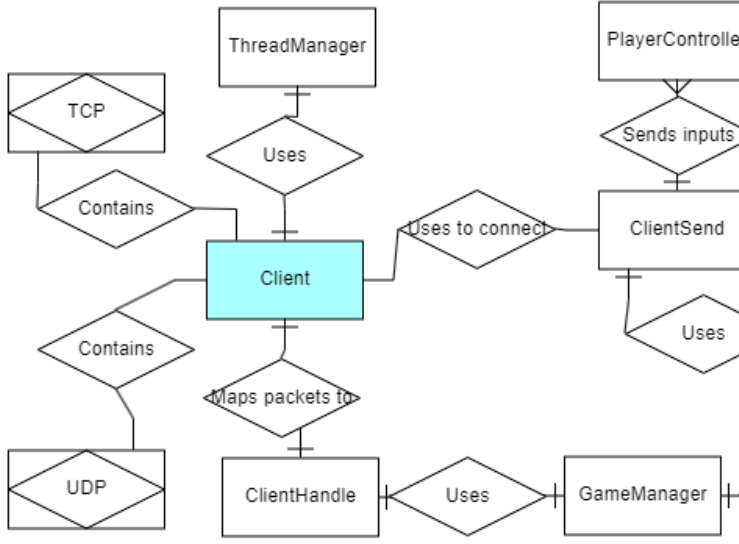 ThreadManager
PlayerControlle
TCP
Uses
Sends inputs
Contains
Uses to connect
ClientSend
Client
Contains
Uses
Maps packets to
UDP
ClientHandle
Uses
GameManager